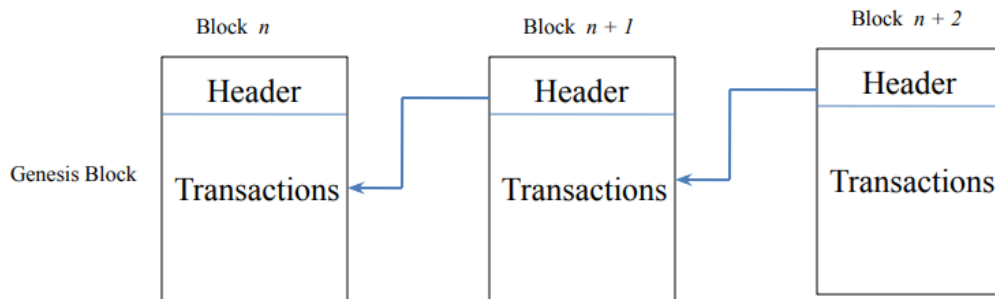 Block n
Block n + 1
Block n + 2
Header
Header
Header
Genesis Block
Transactions
Transactions
Transactions